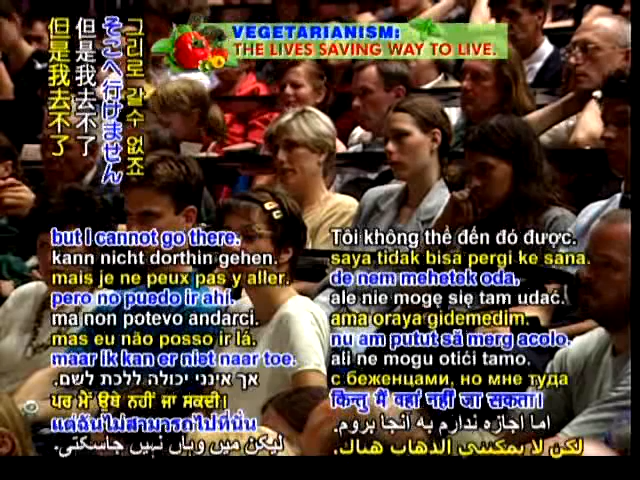 VEGETARIANISM:
THE LIVES SAVING WAY TO LIVE.
그리로 갈수 없죠
そこへ行けません
但是我去不了
但是我去不了
but I cannot go there.
kann nicht dorthin gehen.
mais je ne peux pas y aller.
pero no puedo ir ahí.
ma non potevo andarci.
mas eu não posso ir lá.
maar ik kan er niet naar toe.
אך אינני יכולה ללכת לשם.
ਪਰ ਮੈਂ ਉਥੇ ਨਹੀਂ ਜਾ ਸਕਦੀ।
แต่ฉันไม่สามารถไปที่นั่น
لیکن میں وہاں نہیں جاسکتی.
Tôi không thể đến đó được.
saya tidak bisa pergi ke sana.
de nem mehetek oda.
ale nie mogę się tam udać.
ama oraya gidemedim.
nu am putut să merg acolo.
ali ne mogu otići tamo.
с беженцами, но мне туда
किन्तु मैं वहां नहीं जा सकता।
اما اجازه ندارم به آنجا بروم.
لكن لا يمكنني الذهاب هناك.